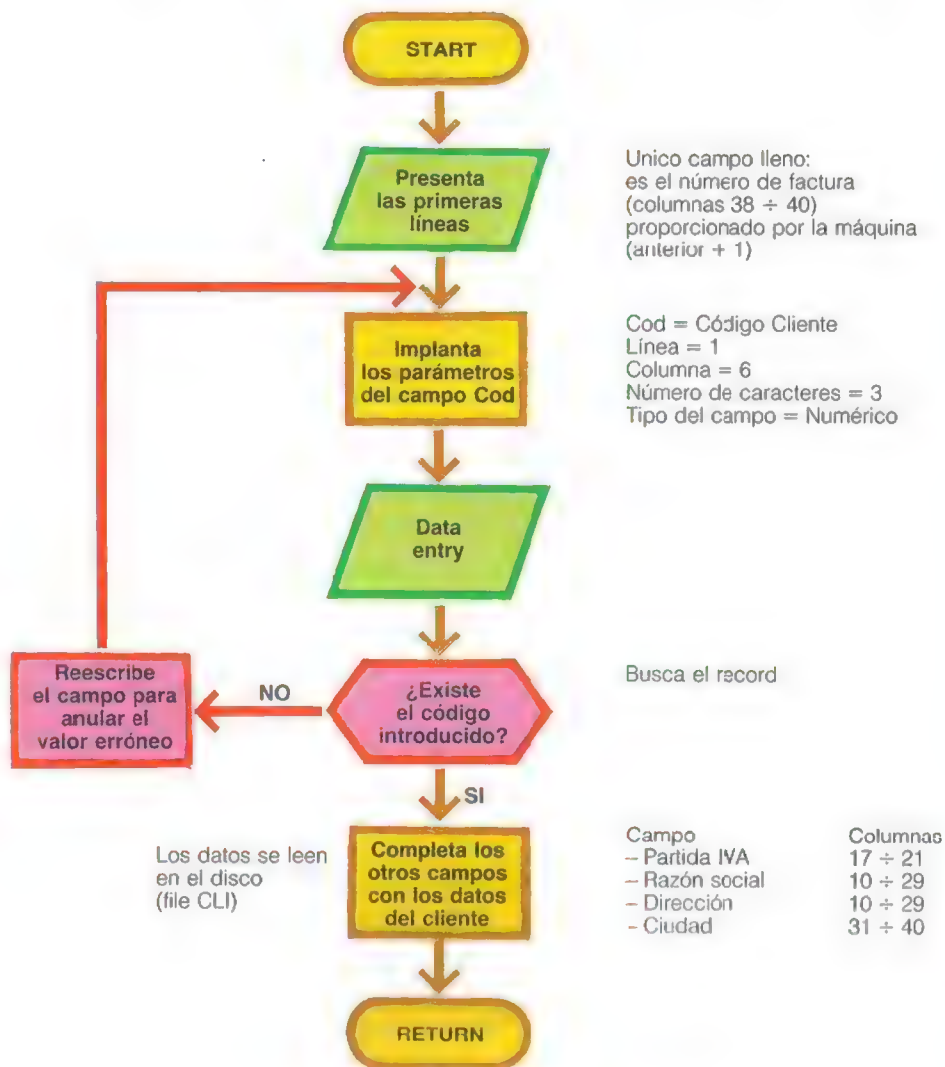 START
Presenta
las primeras
líneas
Unico campo lleno:
es el número de factura
(columnas 38 ÷ 40)
proporcionado por la máquina
(anterior + 1)
Implanta
los parámetros
del campo Cod
Cod = Código Cliente
Línea = 1
Columna = 6
Número de caracteres = 3
Tipo del campo = Numérico
Data
entry
Reescribe
el campo para
anular el
valor erróneo
NO
¿Existe
el código
introducido?
Busca el record
SI
Los datos se leen
en el disco
(file CLI)
Completa los
otros campos
con los datos
del cliente
Campo Columnas
– Partida IVA 17 ÷ 21
– Razón social 10 ÷ 29
– Dirección 10 ÷ 29
– Ciudad 31 ÷ 40
RETURN